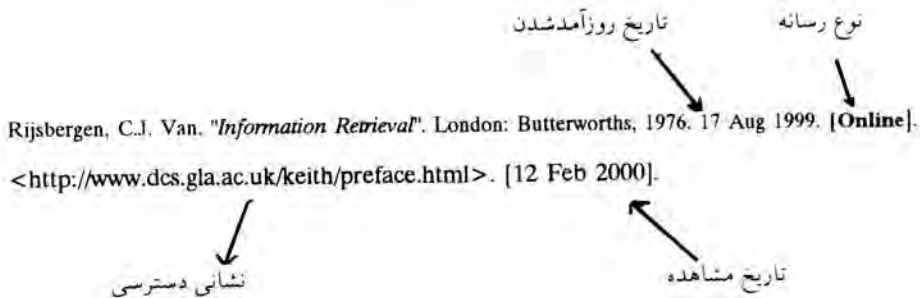 نوع رسانه
تاریخ روزآمدشدن
Rijsbergen, C.J. Van. "Information Retrieval". London: Butterworths, 1976. 17 Aug 1999. [Online].
<http://www.dcs.gla.ac.uk/keith/preface.html>. [12 Feb 2000].
تاریخ مشاهده
نشانی دسترسی